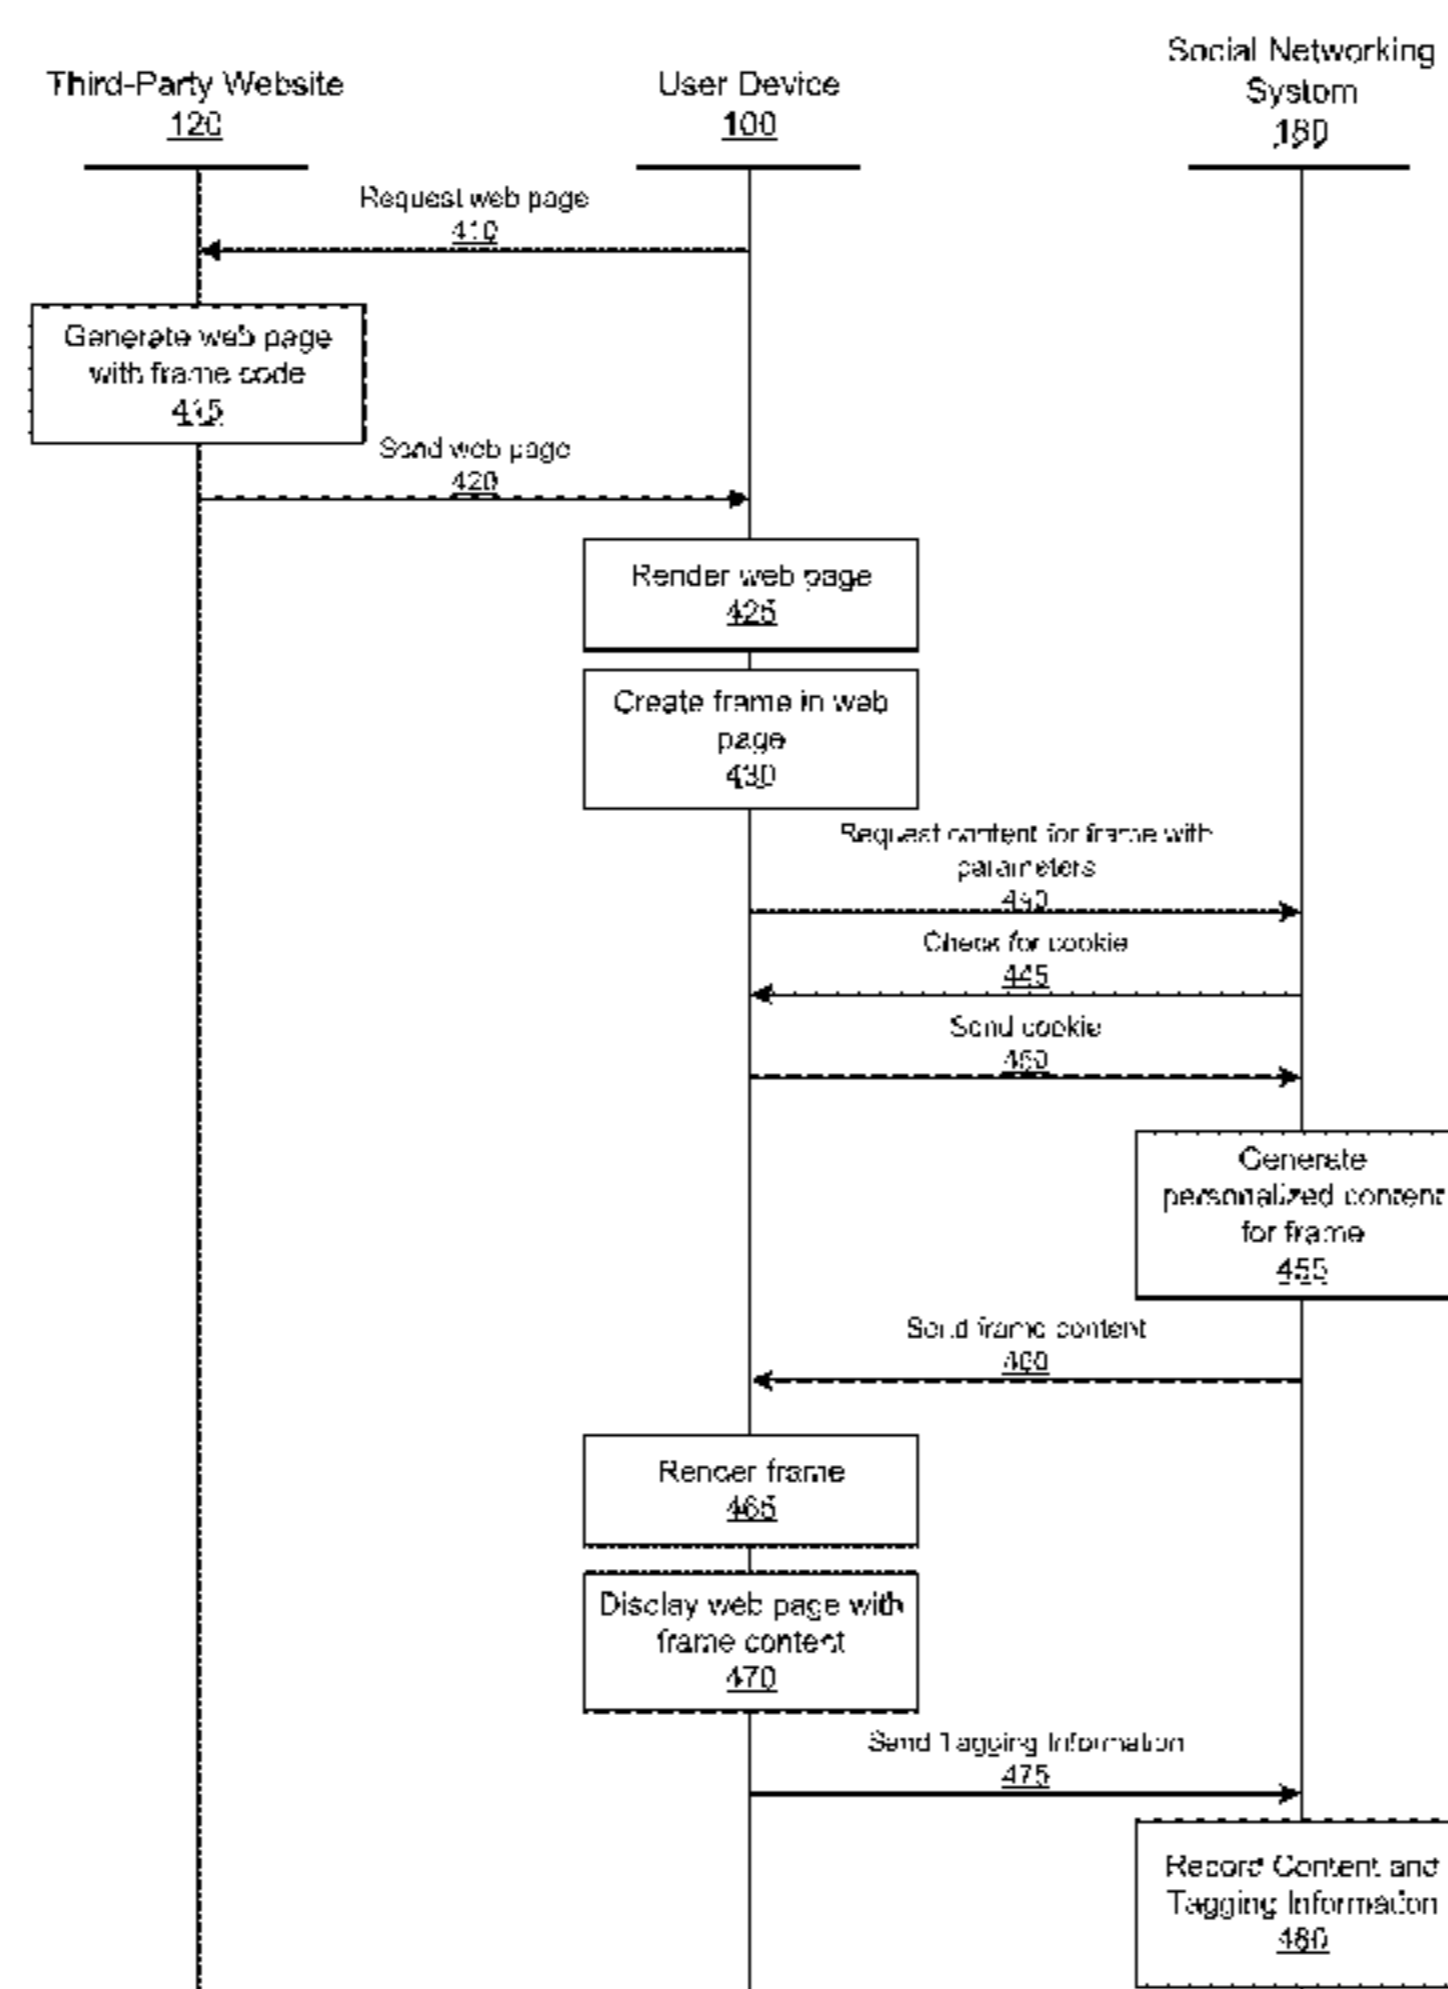 Third-Party Website
120
User Device
100
Social Networking
System
Request web page
410
Generate web page
with frame code
415
Send web page
420
Render web page
425
Create frame in web
page
430
Request content for frame with
parameters
Check for cookie
445
Send cookie
450
Generate
personalized content
for frame
455
Send frame content
460
Render frame
465
Display web page with
frame content
470
Send Tagging Information
475
Record Content and
Tagging Information
480